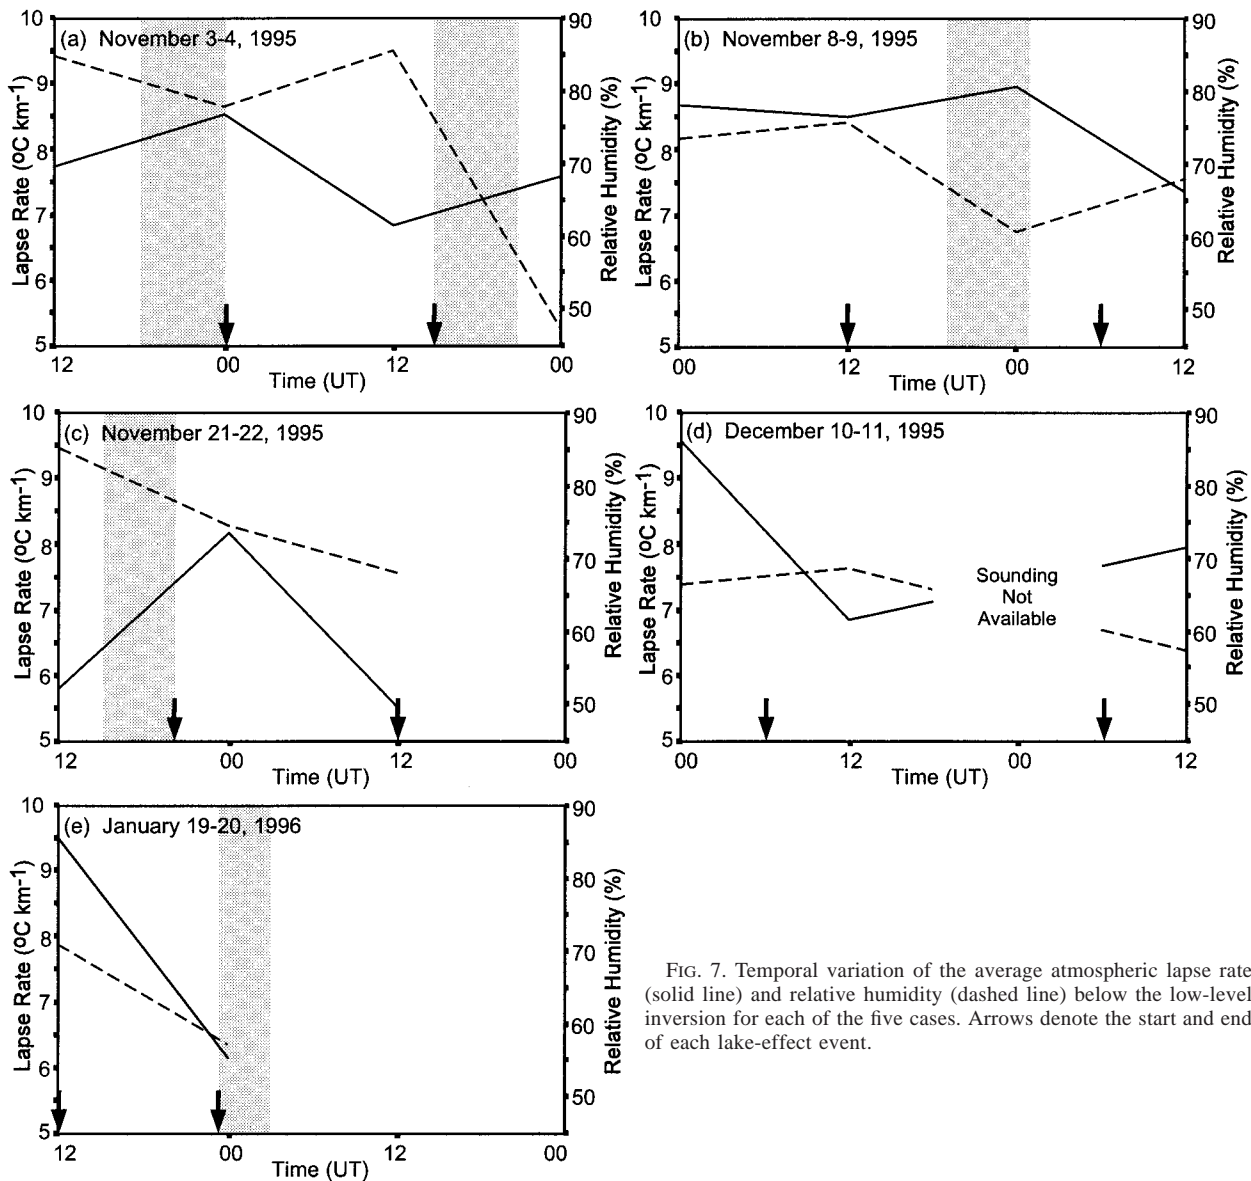 (a) November 3-4, 1995
Lapse Rate (ºC km⁻¹)
10
9
8
7
6
5
Relative Humidity (%)
90
80
70
60
50
12
00
12
00
Time (UT)
(b) November 8-9, 1995
Lapse Rate (ºC km⁻¹)
10
9
8
7
6
5
Relative Humidity (%)
90
80
70
60
50
00
12
00
12
Time (UT)
(c) November 21-22, 1995
Lapse Rate (ºC km⁻¹)
10
9
8
7
6
5
Relative Humidity (%)
90
80
70
60
50
12
00
12
00
Time (UT)
(d) December 10-11, 1995
Lapse Rate (ºC km⁻¹)
10
9
8
7
6
5
Sounding
Not
Available
Relative Humidity (%)
90
80
70
60
50
00
12
00
12
Time (UT)
(e) January 19-20, 1996
Lapse Rate (ºC km⁻¹)
10
9
8
7
6
5
Relative Humidity (%)
90
80
70
60
50
12
00
12
00
Time (UT)
FIG. 7. Temporal variation of the average atmospheric lapse rate
(solid line) and relative humidity (dashed line) below the low-level
inversion for each of the five cases. Arrows denote the start and end
of each lake-effect event.